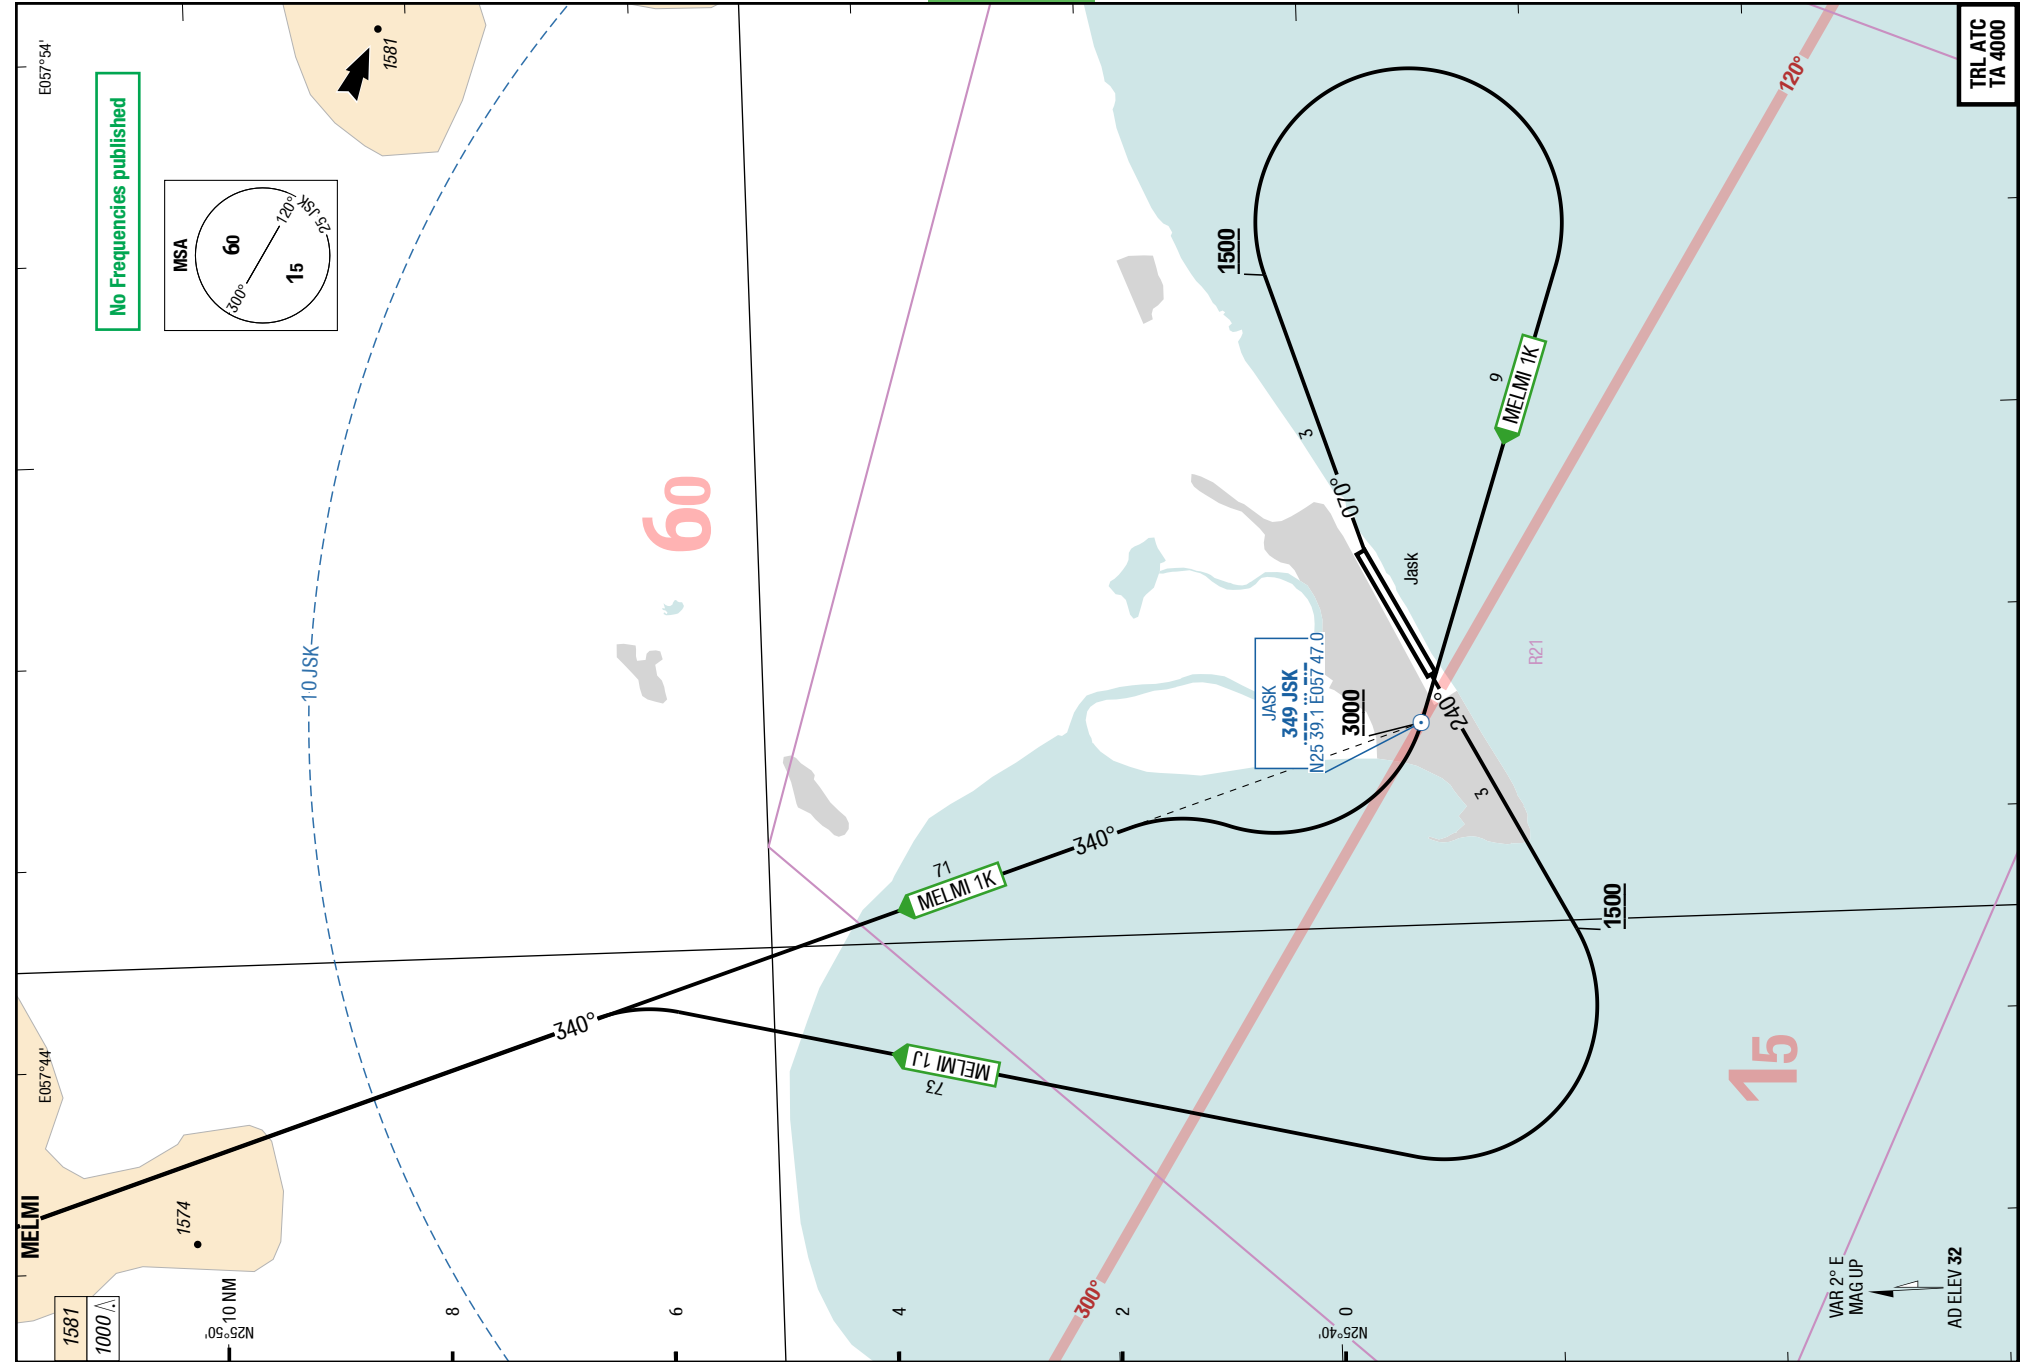 E057°54'
No Frequencies published
1581
TRL ATC
TA 4000
MSA
60
15
120°
300°
25 JSK
120°
1500
10 JSK
60
3
070°
9
MELMI 1K
Jask
R21
JASK
349 JSK
N25 39.1 E057 47.0
3000
240°
3
340°
71
MELMI 1K
1500
340°
MELMI 1J
73
15
E057°44'
MELMI
1574
1581
1000
10 NM
N25°50'
8
6
4
2
0
N25°40'
300°
VAR 2° E
MAG UP
AD ELEV 32